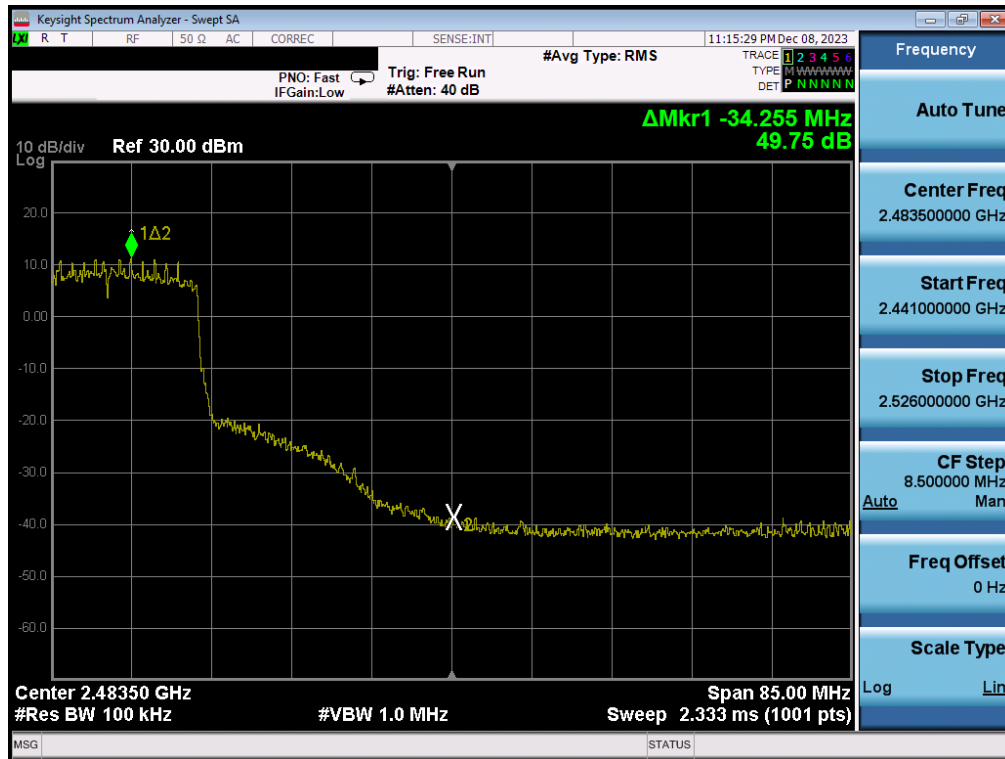 Keysight Spectrum Analyzer - Swept SA
LXI R T RF 50 Ω AC CORREC SENSE:INT 11:15:29 PM Dec 08, 2023
PNO: Fast
IFGain:Low
Trig: Free Run
#Atten: 40 dB
#Avg Type: RMS
TRACE 1 2 3 4 5 6
TYPE M WWWWW
DET P N N N N N
ΔMkr1 -34.255 MHz
49.75 dB
10 dB/div Ref 30.00 dBm
Log
20.0
1Δ2
10.0
0.00
-10.0
-20.0
-30.0
-40.0
X2
-50.0
-60.0
Center 2.48350 GHz Span 85.00 MHz
#Res BW 100 kHz #VBW 1.0 MHz Sweep 2.333 ms (1001 pts)
MSG STATUS
Frequency
Auto Tune
Center Freq
2.483500000 GHz
Start Freq
2.441000000 GHz
Stop Freq
2.526000000 GHz
CF Step
8.500000 MHz
Auto Man
Freq Offset
0 Hz
Scale Type
Log Lin